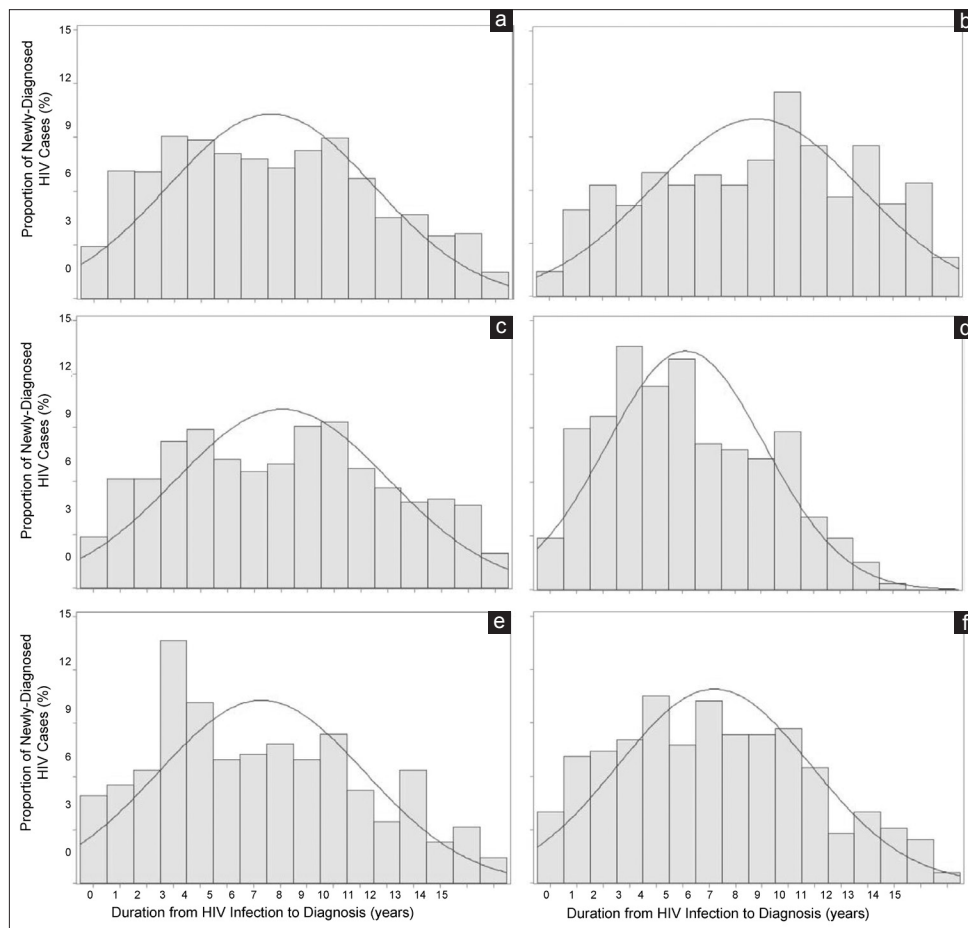 a
b
15
12
9
6
3
0
Proportion of Newly-Diagnosed
HIV Cases (%)
c
d
15
12
9
6
3
0
Proportion of Newly-Diagnosed
HIV Cases (%)
e
f
15
12
9
6
3
0
Proportion of Newly-Diagnosed
HIV Cases (%)
0 1 2 3 4 5 6 7 8 9 10 11 12 13 14 15
0 1 2 3 4 5 6 7 8 9 10 11 12 13 14 15
Duration from HIV Infection to Diagnosis (years)
Duration from HIV Infection to Diagnosis (years)